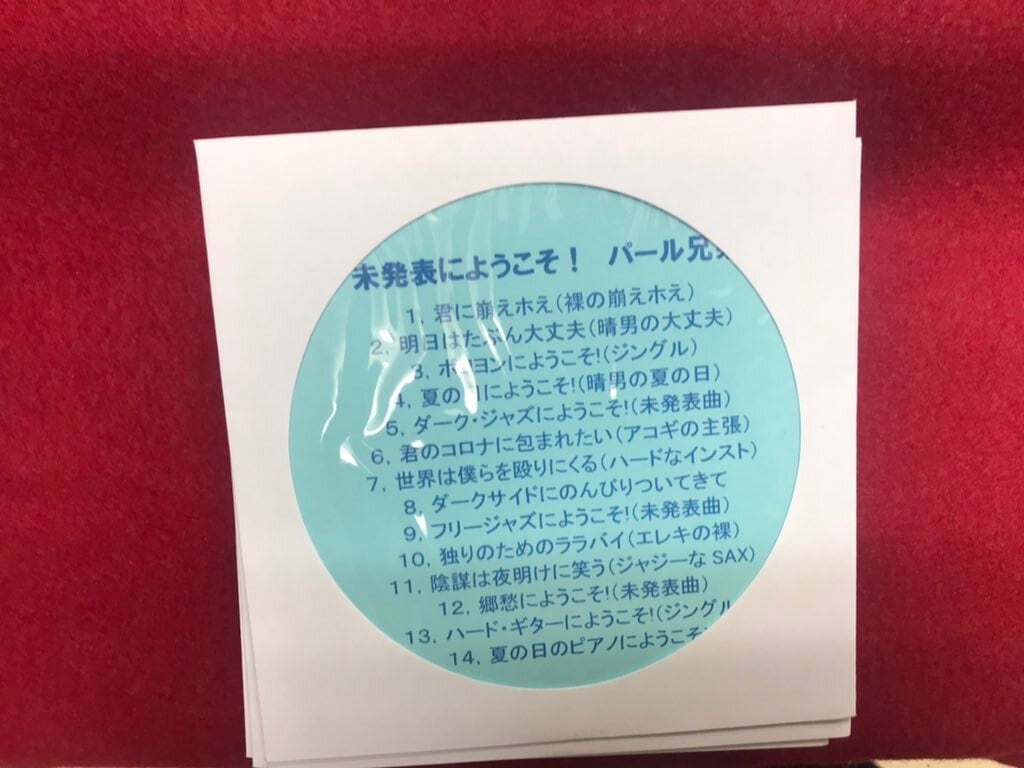 未発表にようこそ！ パール兄
1, 君に崩えホえ(裸の崩えホえ)
2, 明日はたぶん大丈夫(晴男の大丈夫)
3, ボヨヨンにようこそ!(ジングル)
4, 夏の日にようこそ!(晴男の夏の日)
5, ダーク・ジャズにようこそ!(未発表曲)
6, 君のコロナに包まれたい(アコギの主張)
7, 世界は僕らを殴りにくる(ハードなインスト)
8, ダークサイドにのんびりついてきて
9, フリージャズにようこそ!(未発表曲)
10, 独りのためのララバイ(エレキの裸)
11, 陰謀は夜明けに笑う(ジャジーなSAX)
12, 郷愁にようこそ!(未発表曲)
13, ハード・ギターにようこそ!(ジングル
14, 夏の日のピアノにようこそ